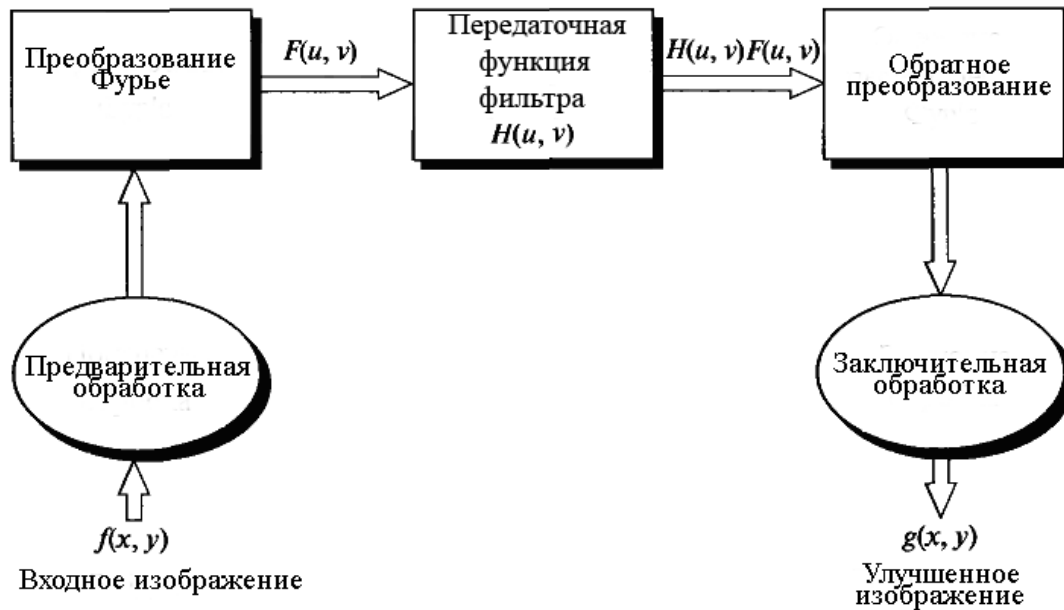 Преобразование
Фурье
F(u, v)
Передаточная
функция
фильтра
H(u, v)
H(u, v)F(u, v)
Обратное
преобразование
Предварительная
обработка
Заключительная
обработка
f(x, y)
Входное изображение
g(x, y)
Улучшенное
изображение